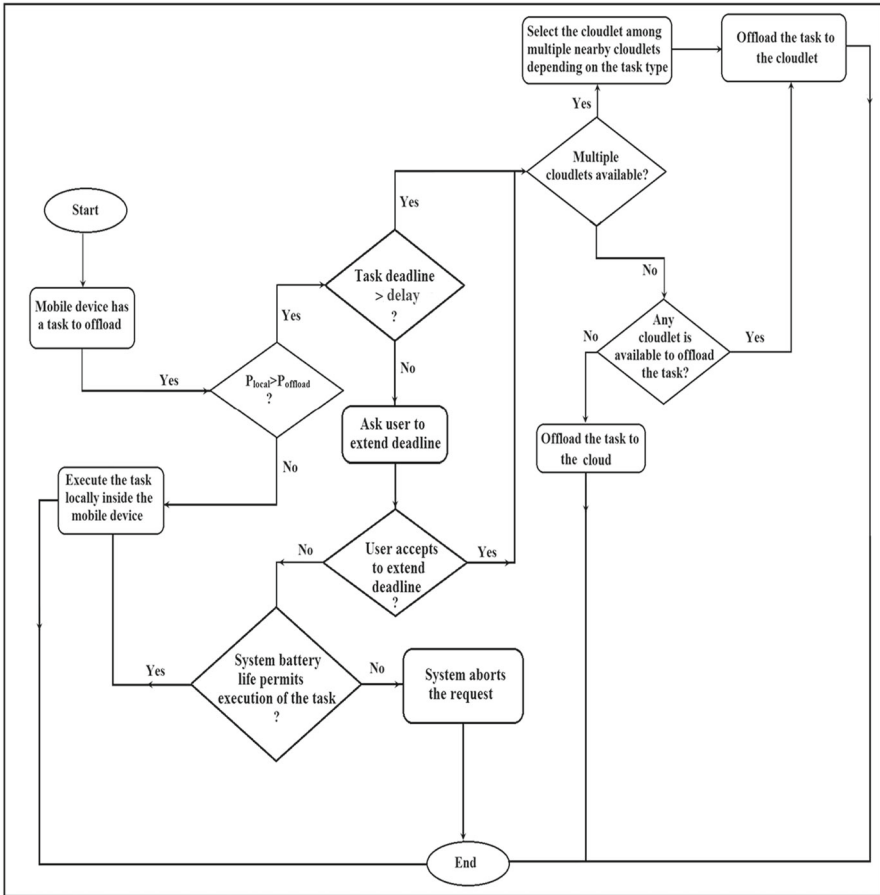 Start
Mobile device has
a task to offload
Yes
Plocal>Poffload
?
Yes
No
Execute the task
locally inside the
mobile device
Task deadline
> delay
?
Yes
No
Ask user to
extend deadline
User accepts
to extend
deadline
?
Yes
No
System battery
life permits
execution of the task
?
Yes
No
System aborts
the request
Multiple
cloudlets available?
Yes
No
Select the cloudlet among
multiple nearby cloudlets
depending on the task type
Offload the task to
the cloudlet
Any
cloudlet is
available to offload
the task?
Yes
No
Offload the task to
the cloud
End